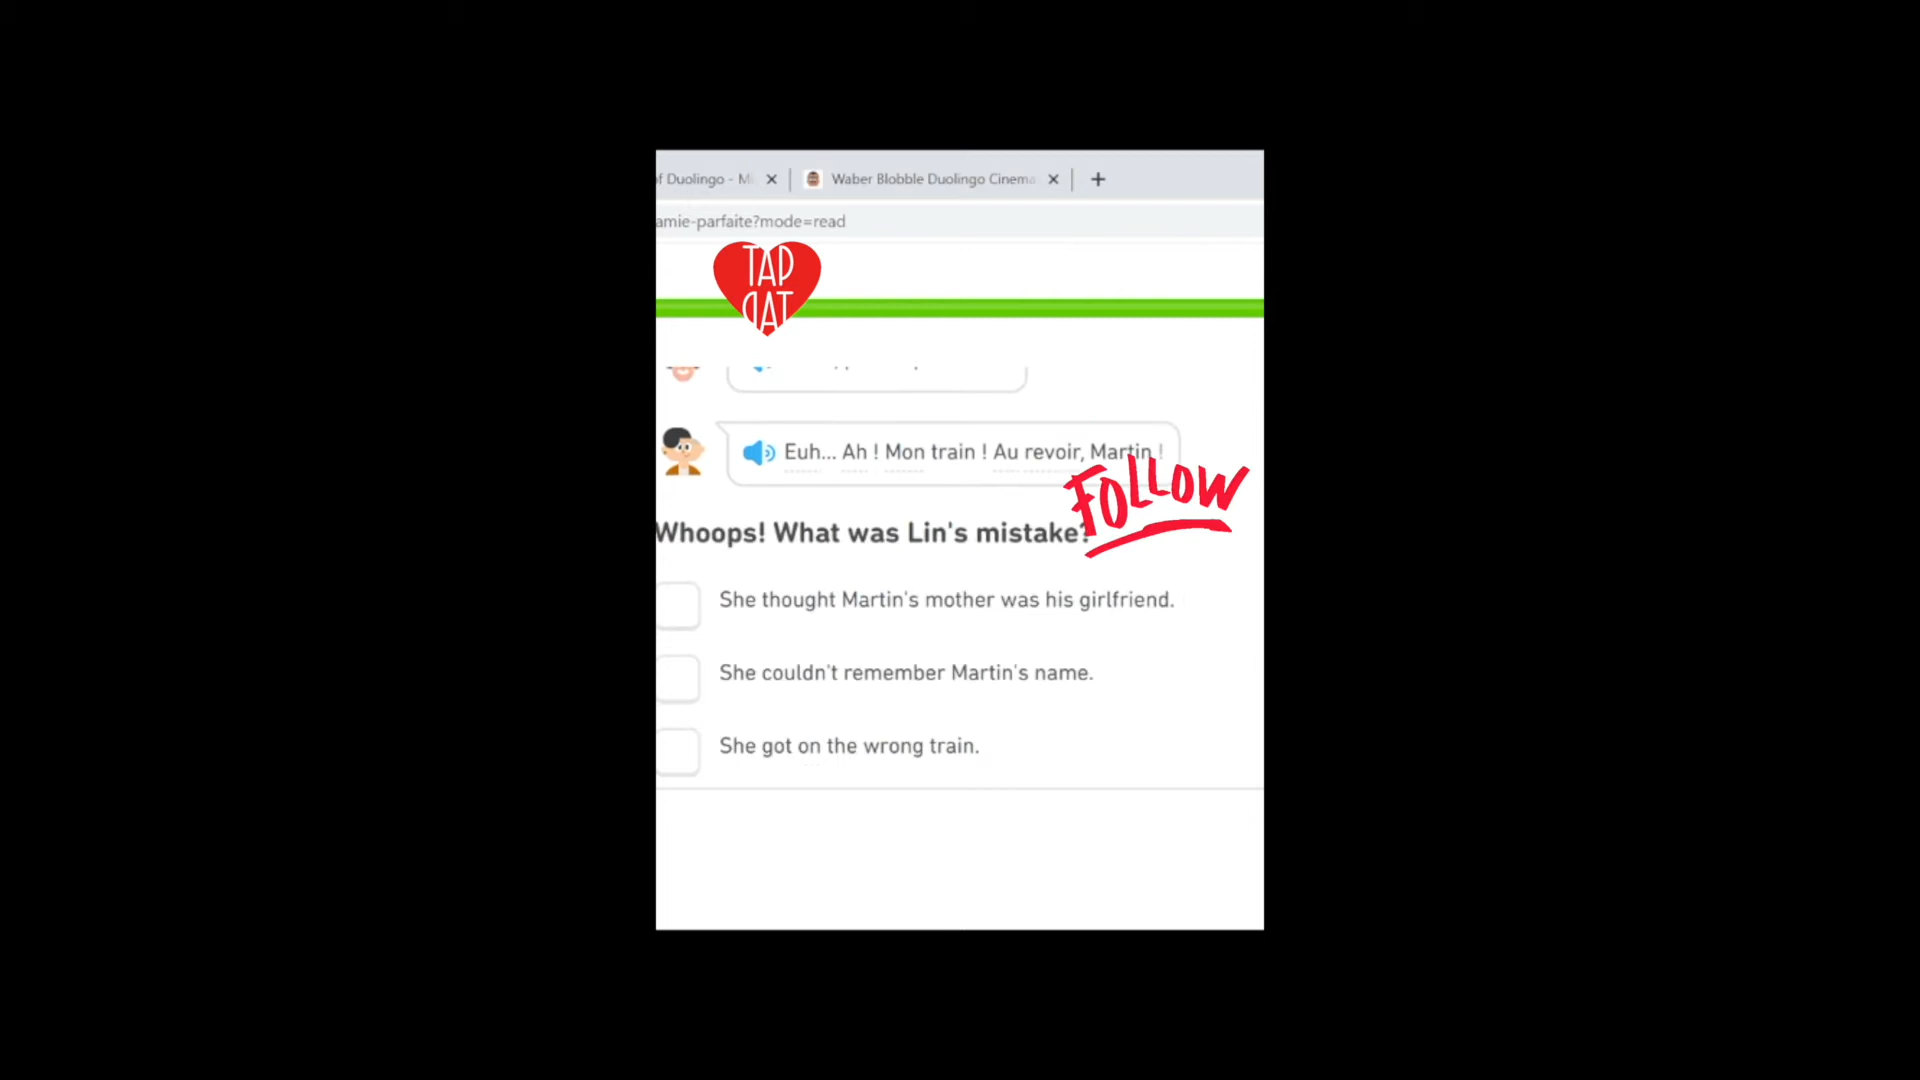 of Duolingo - Mi
Waber Blobble Duolingo Cinema
amie-parfaite?mode=read
TAP
DAT
Euh... Ah ! Mon train ! Au revoir, Martin !
FOLLOW
Whoops! What was Lin's mistake?
She thought Martin's mother was his girlfriend.
She couldn't remember Martin's name.
She got on the wrong train.